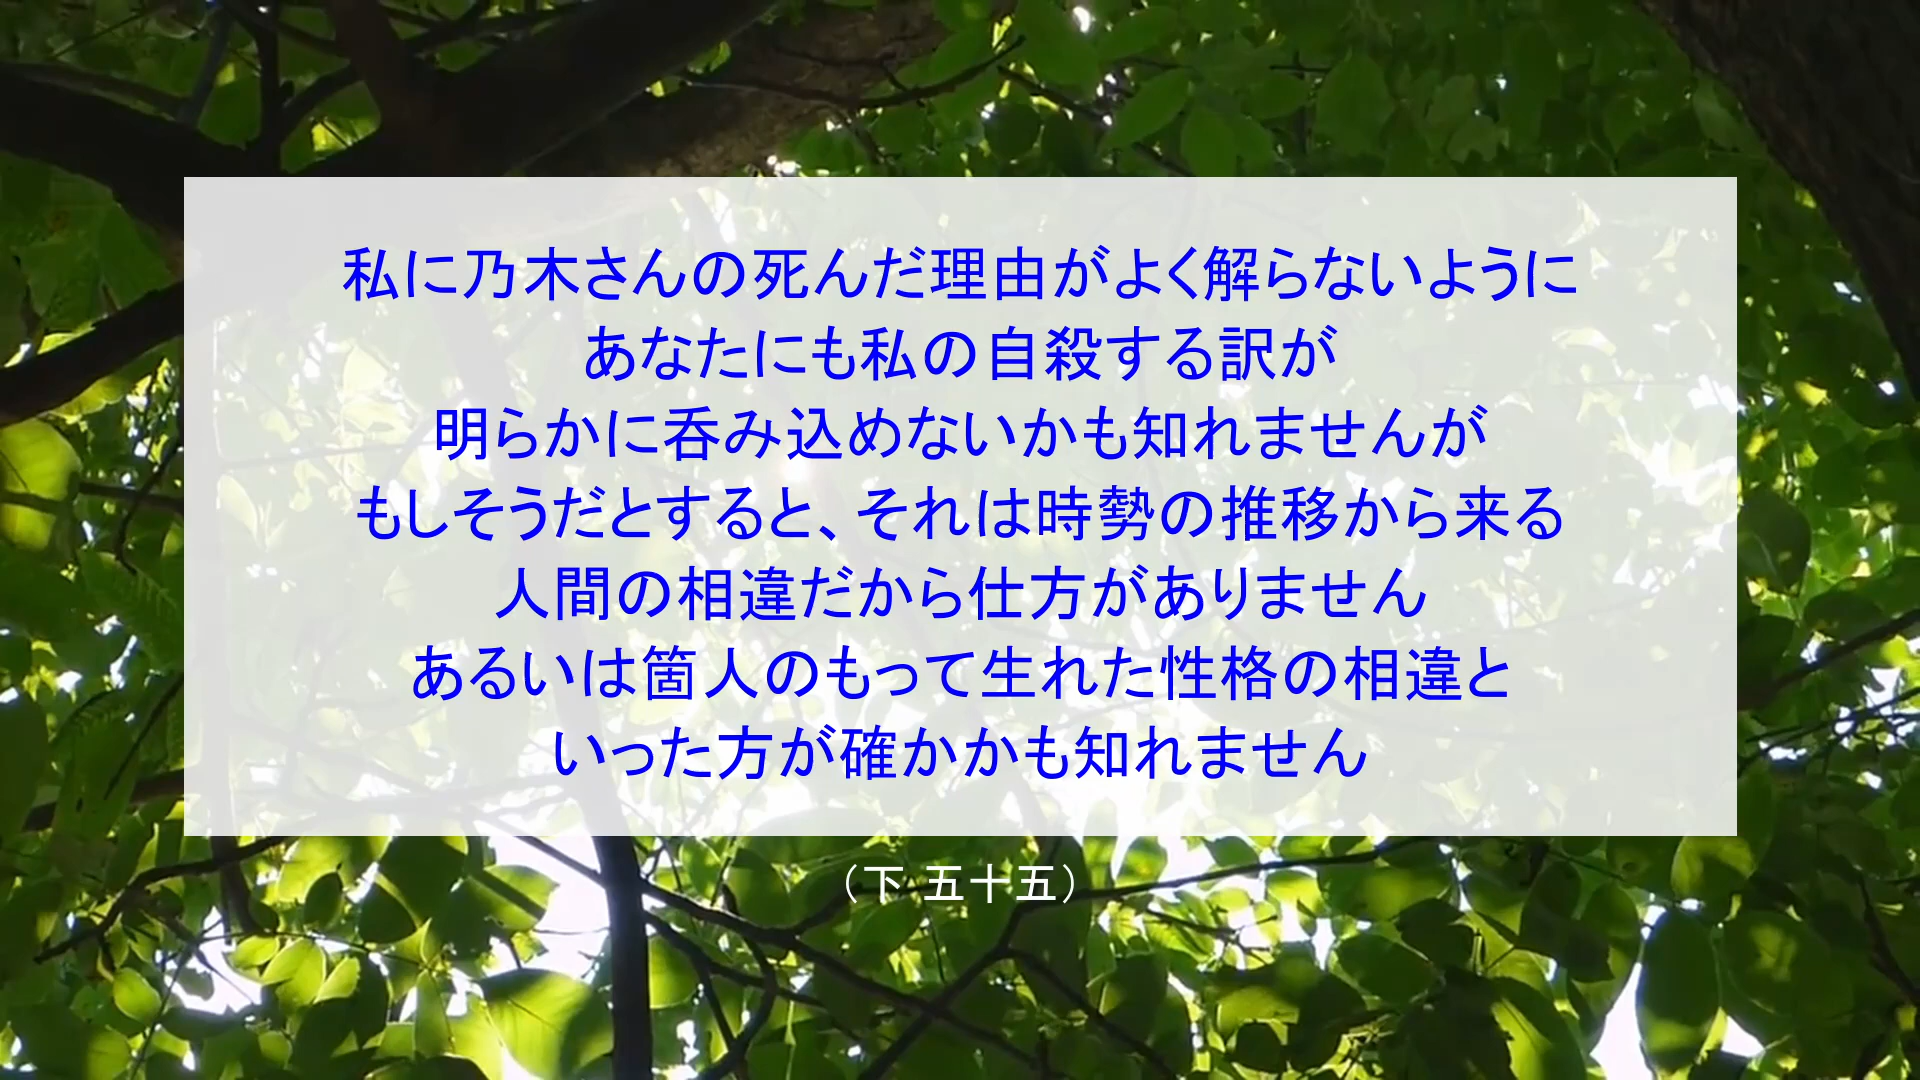 私に乃木さんの死んだ理由がよく解らないように
あなたにも私の自殺する訳が
明らかに呑み込めないかも知れませんが
もしそうだとすると、それは時勢の推移から来る
人間の相違だから仕方がありません
あるいは箇人のもって生れた性格の相違と
いった方が確かかも知れません
（下 五十五）